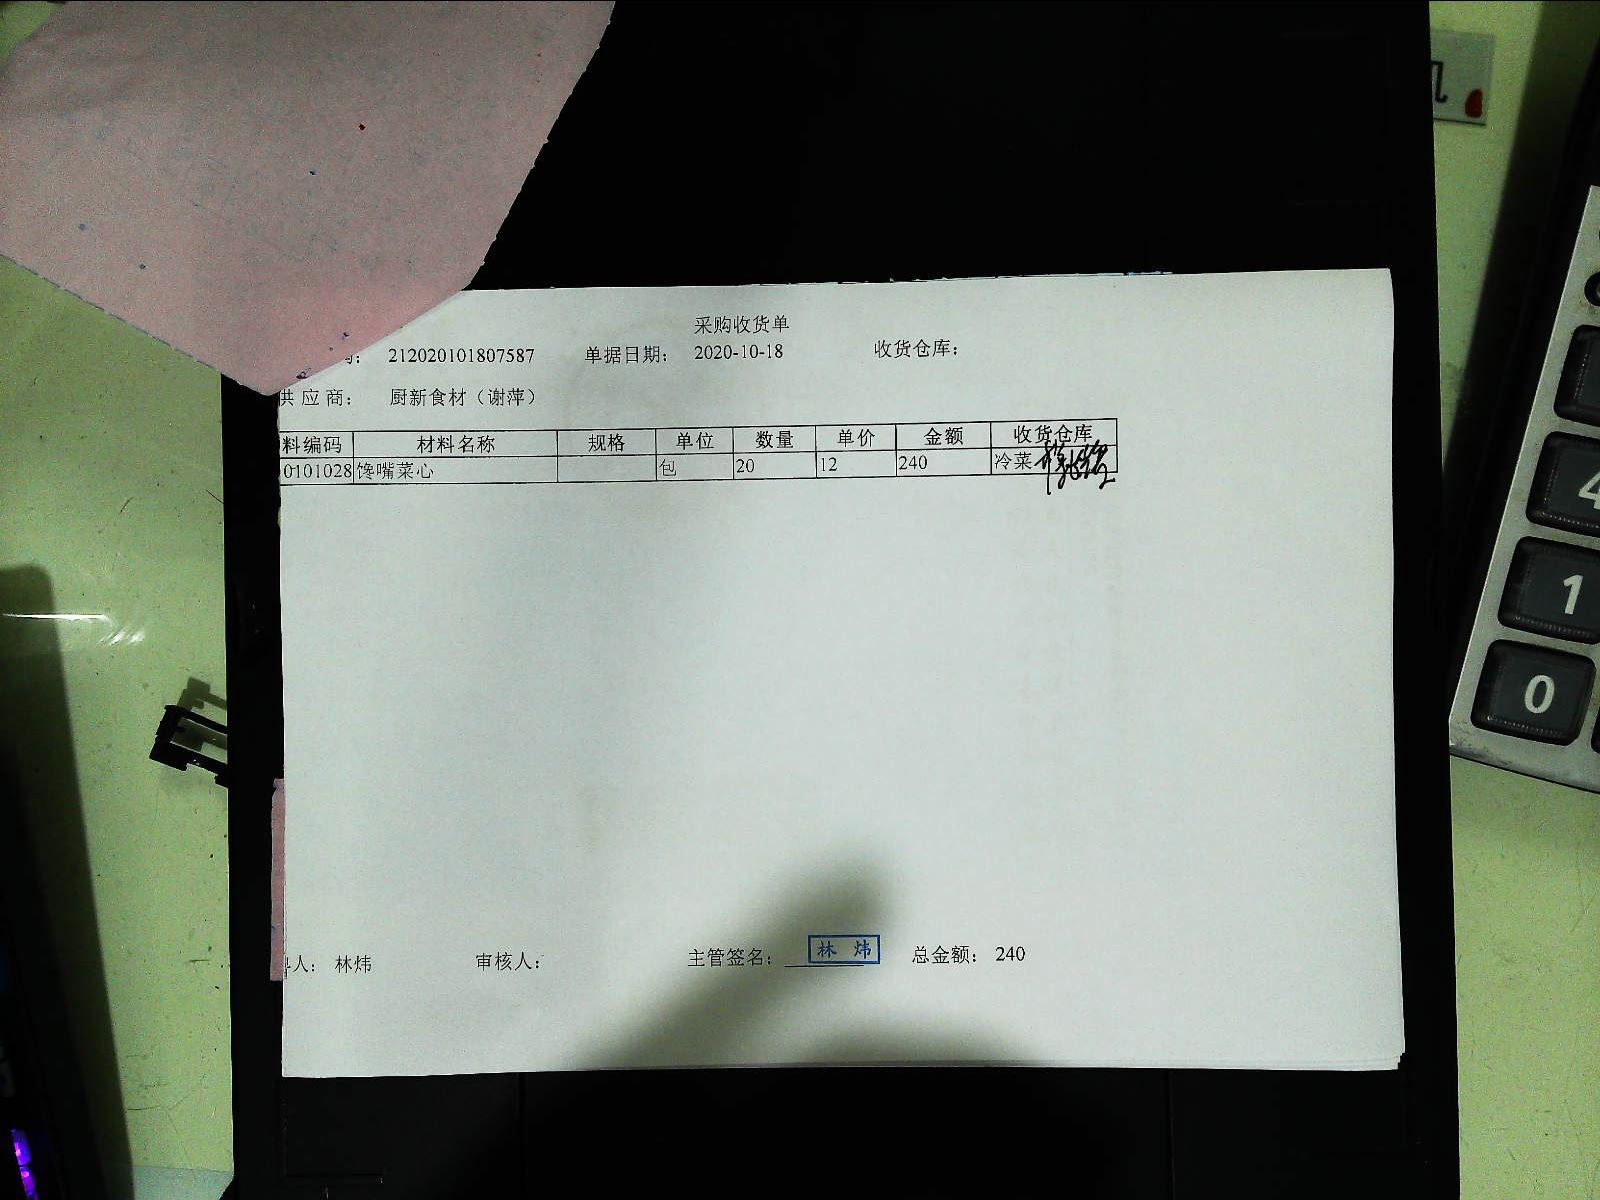 采购收货单
212020101807587 单据日期： 2020-10-18 收货仓库：
供应商： 厨新食材（谢萍）
料编码 材料名称 规格 单位 数量 单价 金额 收货仓库
0101028 馋嘴菜心 包 20 12 240 冷菜
人： 林炜 审核人： 主管签名： 林 炜 总金额： 240
4
1
0